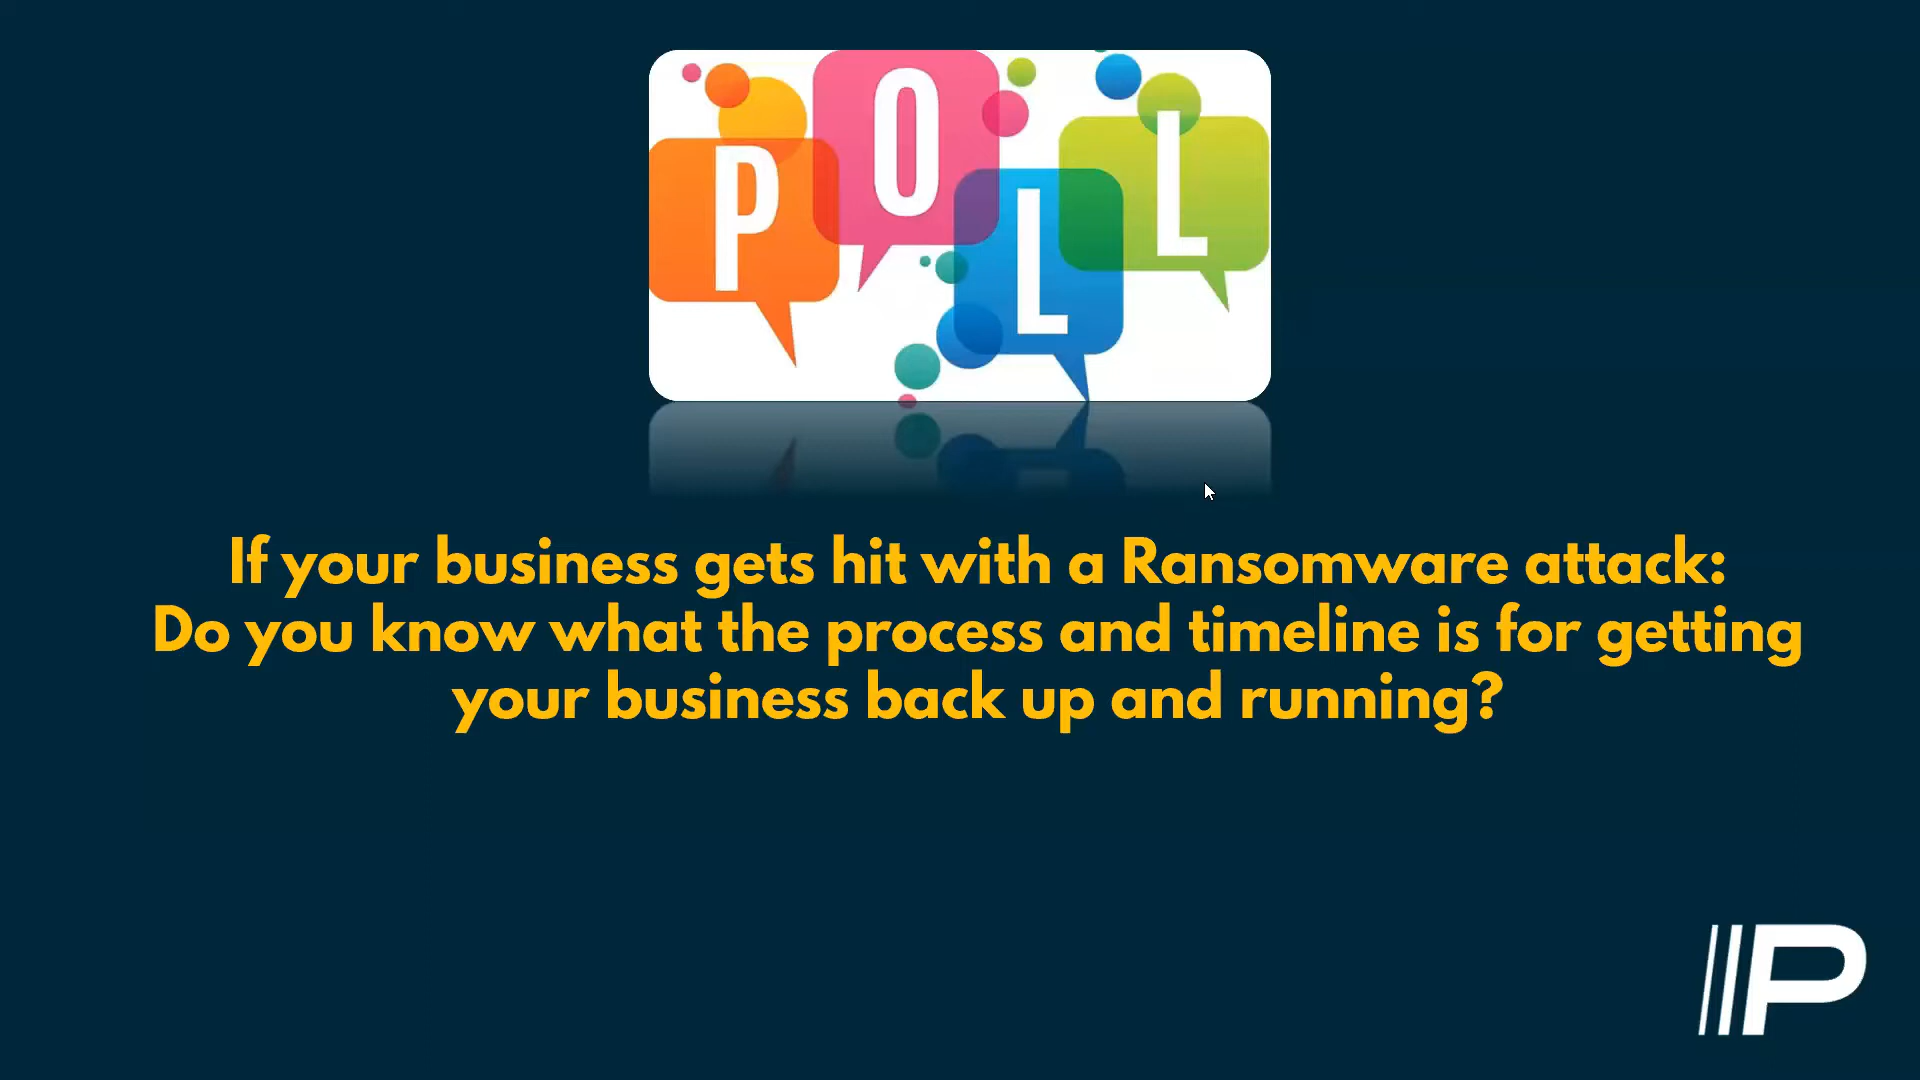 POLL
If your business gets hit with a Ransomware attack:
Do you know what the process and timeline is for getting
your business back up and running?
P